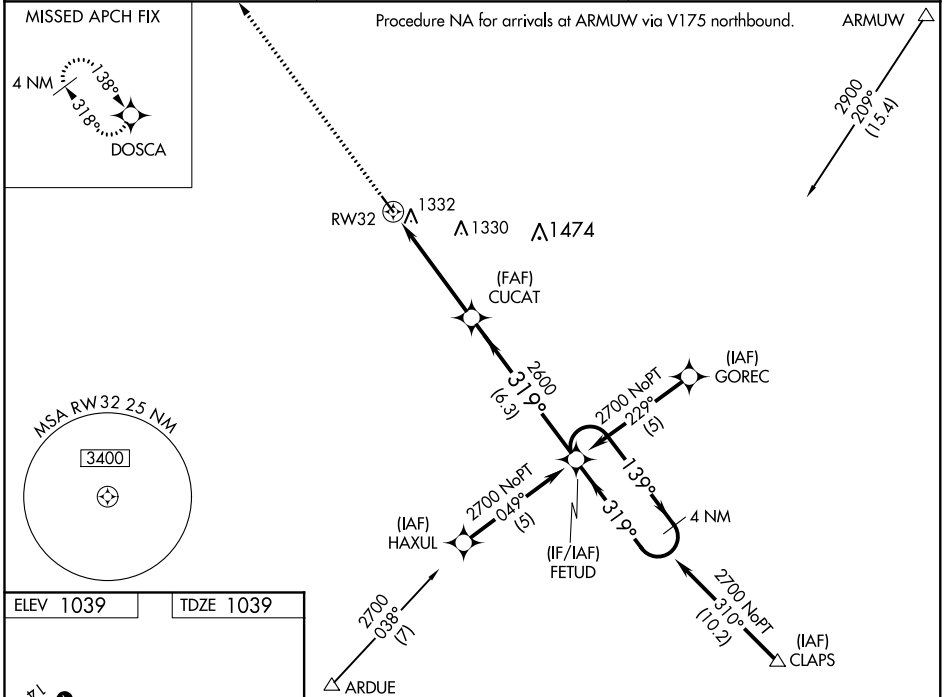 MISSED APCH FIX
4 NM
138°
318°
DOSCA
Procedure NA for arrivals at ARMUW via V175 northbound.
ARMUW
2900
209°
(15.4)
RW32
1332
1330
1474
(FAF)
CUCAT
2600
319°
(6.3)
(IAF)
GOREC
2700 NoPT
229°
(5)
MSA RW32 25 NM
3400
139°
4 NM
319°
2700 NoPT
049°
(5)
(IAF)
HAXUL
(IF/IAF)
FETUD
2700 NoPT
310°
(10.2)
(IAF)
CLAPS
2700
038°
(7)
ARDUE
ELEV 1039
TDZE 1039
14